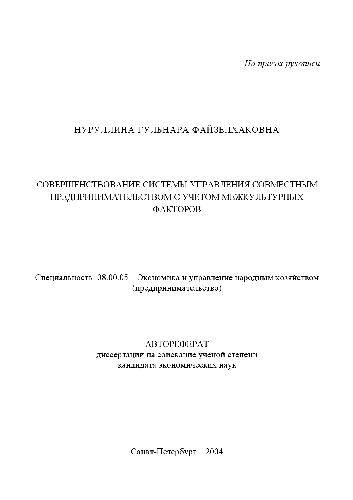 На правах рукописи
НУРУЛЛИНА ГУЛЬНАРА ФАЙЗЕЛХАКОВНА
СОВЕРШЕНСТВОВАНИЕ СИСТЕМЫ УПРАВЛЕНИЯ СОВМЕСТНЫМ
ПРЕДПРИНИМАТЕЛЬСТВОМ С УЧЕТОМ МЕЖКУЛЬТУРНЫХ
ФАКТОРОВ
Специальность 08.00.05 – Экономика и управление народным хозяйством
(предпринимательство)
АВТОРЕФЕРАТ
диссертации на соискание ученой степени
кандидата экономических наук
Санкт-Петербург – 2004